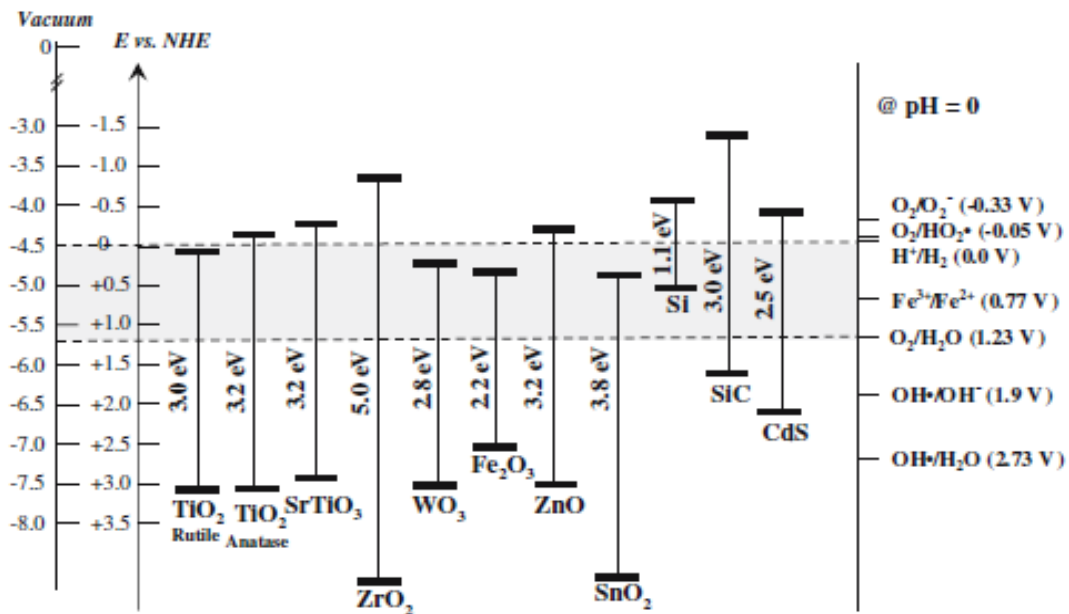 Vacuum
E vs. NHE
0
-3.0
-3.5
-4.0
-4.5
-5.0
-5.5
-6.0
-6.5
-7.0
-7.5
-8.0
-1.5
-1.0
-0.5
0
+0.5
+1.0
+1.5
+2.0
+2.5
+3.0
+3.5
3.0 eV
TiO₂
Rutile
3.2 eV
TiO₂
Anatase
3.2 eV
SrTiO₃
5.0 eV
ZrO₂
2.8 eV
WO₃
2.2 eV
Fe₂O₃
3.2 eV
ZnO
3.8 eV
SnO₂
1.1 eV
Si
3.0 eV
SiC
2.5 eV
CdS
@ pH = 0
O₂/O₂⁻ (-0.33 V)
O₂/HO₂• (-0.05 V)
H⁺/H₂ (0.0 V)
Fe³⁺/Fe²⁺ (0.77 V)
O₂/H₂O (1.23 V)
OH•/OH⁻ (1.9 V)
OH•/H₂O (2.73 V)